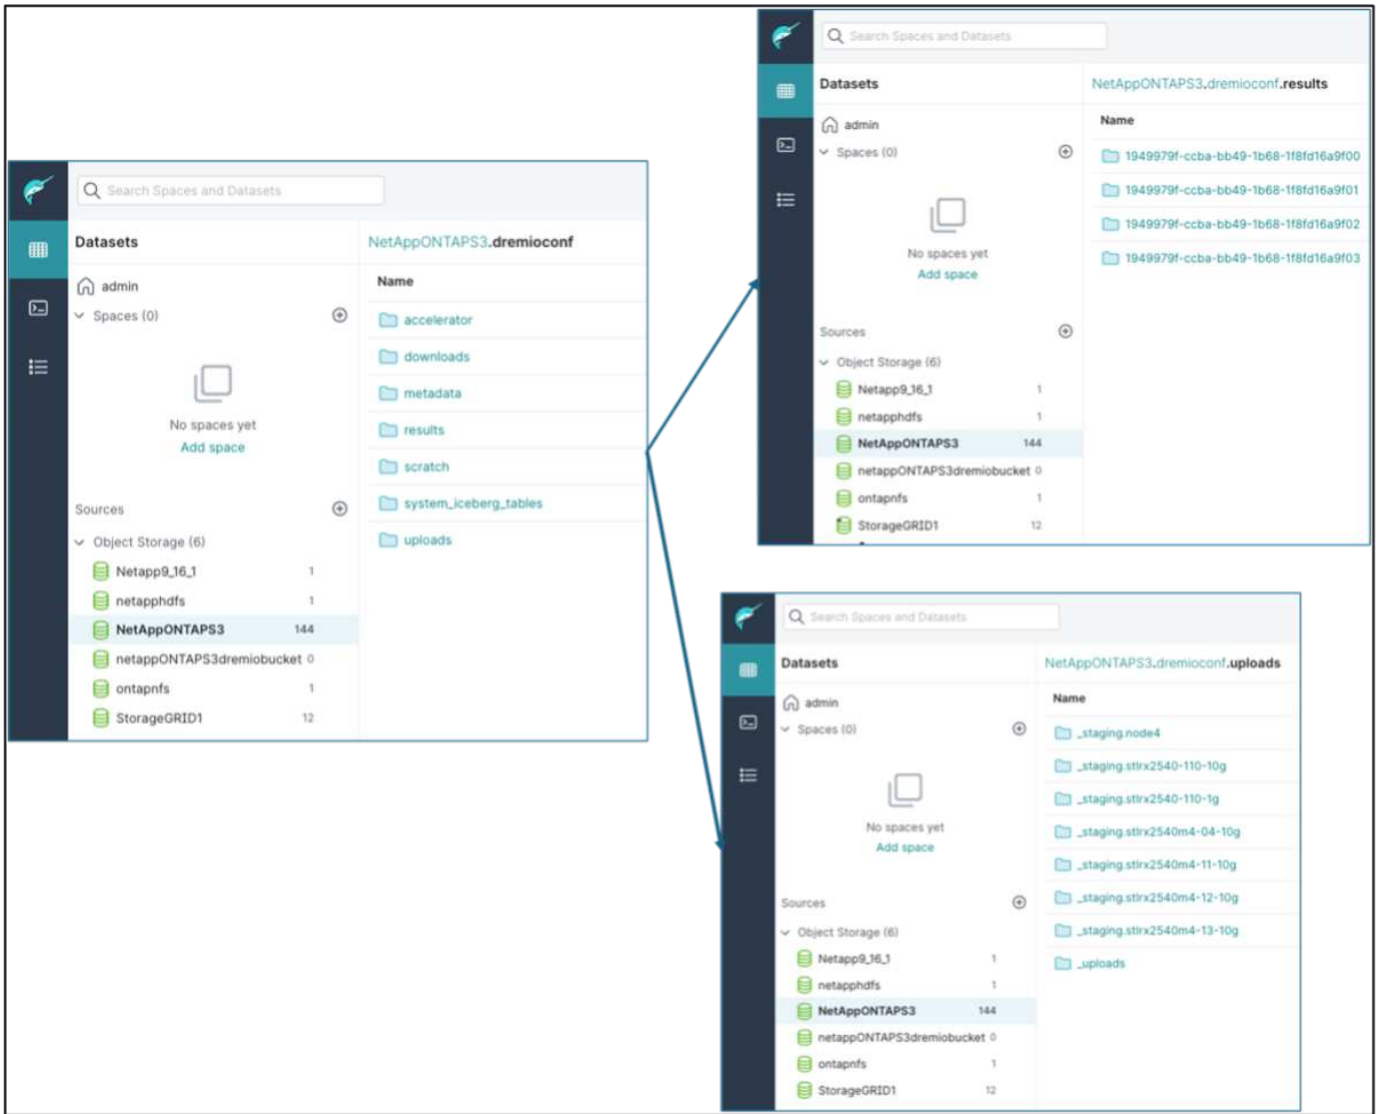 Search Spaces and Datasets
Datasets
admin
Spaces (0)
No spaces yet
Add space
Sources
Object Storage (6)
Netapp9_16_1 1
netapphdfs 1
NetAppONTAPS3 144
netappONTAPS3dremiobucket 0
ontapnfs 1
StorageGRID1 12
NetAppONTAPS3.dremioconf
Name
accelerator
downloads
metadata
results
scratch
system_iceberg_tables
uploads
Search Spaces and Datasets
Datasets
admin
Spaces (0)
No spaces yet
Add space
Sources
Object Storage (6)
Netapp9_16_1 1
netapphdfs 1
NetAppONTAPS3 144
netappONTAPS3dremiobucket 0
ontapnfs 1
StorageGRID1 12
NetAppONTAPS3.dremioconf.results
Name
1949979f-ccba-bb49-1b68-1f8fd16a9f00
1949979f-ccba-bb49-1b68-1f8fd16a9f01
1949979f-ccba-bb49-1b68-1f8fd16a9f02
1949979f-ccba-bb49-1b68-1f8fd16a9f03
Search Spaces and Datasets
Datasets
admin
Spaces (0)
No spaces yet
Add space
Sources
Object Storage (6)
Netapp9_16_1 1
netapphdfs 1
NetAppONTAPS3 144
netappONTAPS3dremiobucket 0
ontapnfs 1
StorageGRID1 12
NetAppONTAPS3.dremioconf.uploads
Name
_staging.node4
_staging.stlrx2540-110-10g
_staging.stlrx2540-110-1g
_staging.stlrx2540m4-04-10g
_staging.stlrx2540m4-11-10g
_staging.stlrx2540m4-12-10g
_staging.stlrx2540m4-13-10g
_uploads